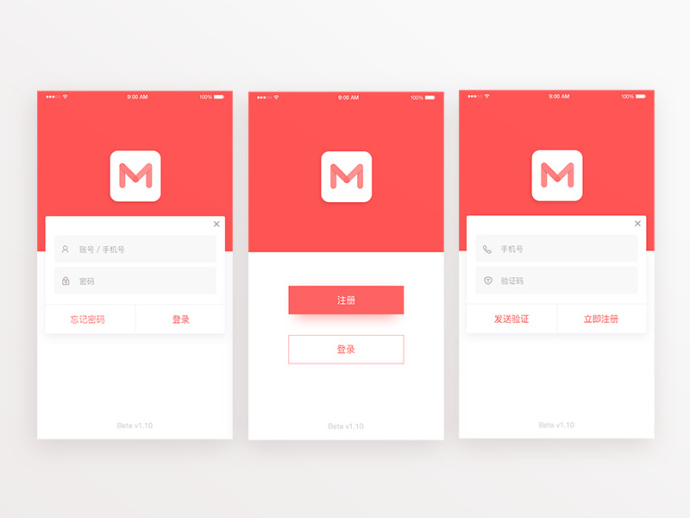 9:00 AM 100%
M
账号 / 手机号
密码
忘记密码 登录
Beta v1.10
9:00 AM 100%
M
注册
登录
Beta v1.10
9:00 AM 100%
M
手机号
验证码
发送验证 立即注册
Beta v1.10